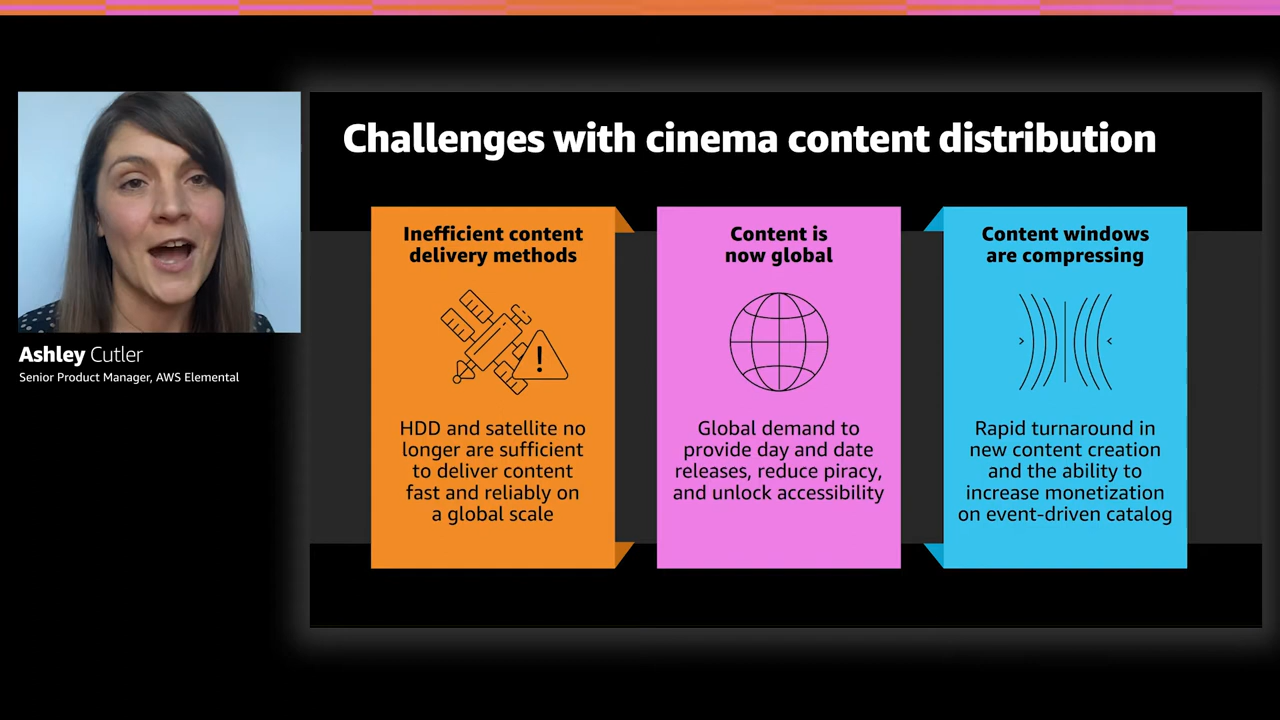 Challenges with cinema content distribution
Inefficient content
delivery methods
HDD and satellite no
longer are sufficient
to deliver content
fast and reliably on
a global scale
Content is
now global
Global demand to
provide day and date
releases, reduce piracy,
and unlock accessibility
Content windows
are compressing
Rapid turnaround in
new content creation
and the ability to
increase monetization
on event-driven catalog
Ashley Cutler
Senior Product Manager, AWS Elemental